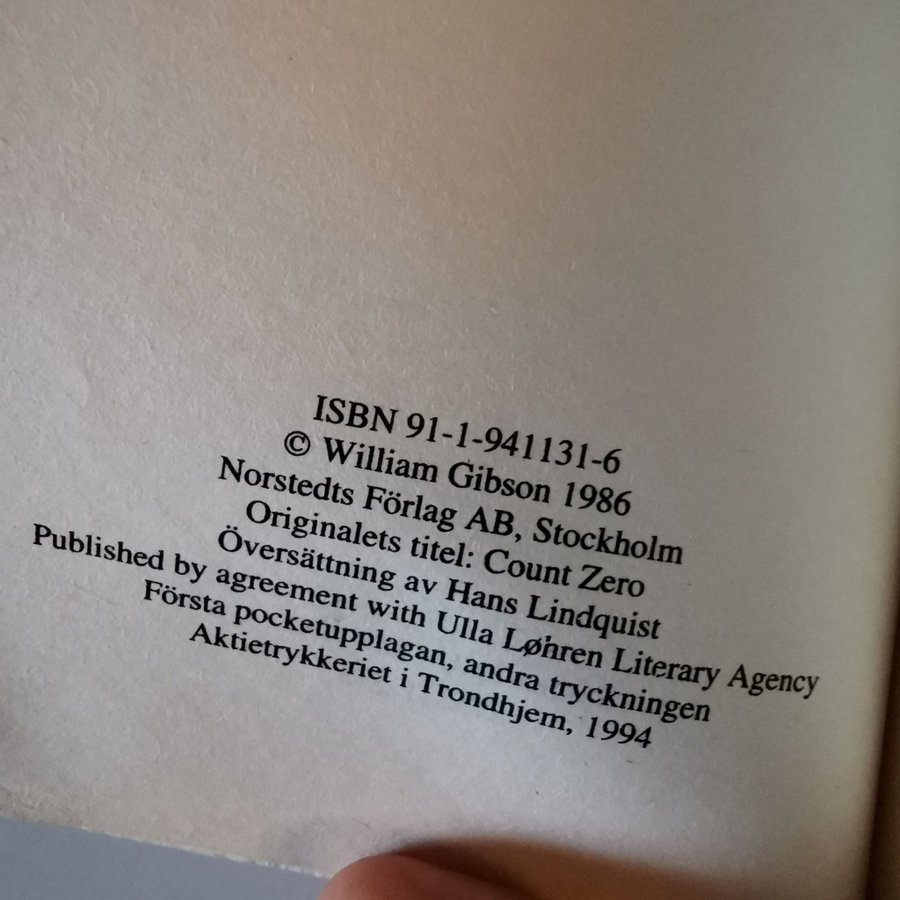 ISBN 91-1-941131-6
© William Gibson 1986
Norstedts Förlag AB, Stockholm
Originalets titel: Count Zero
Översättning av Hans Lindquist
Published by agreement with Ulla Løhren Literary Agency
Första pocketupplagan, andra tryckningen
Aktietrykkeriet i Trondhjem, 1994